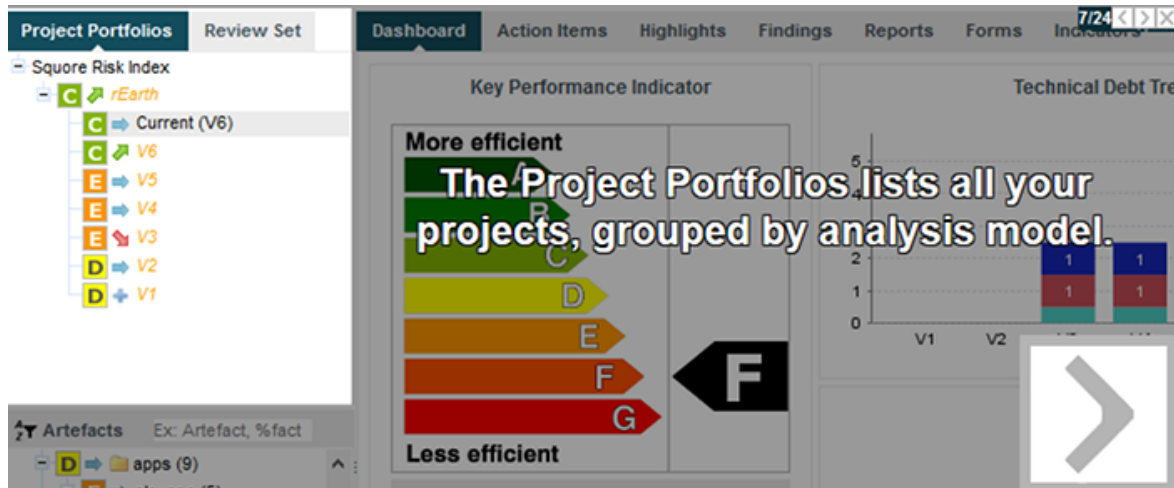 Project Portfolios Review Set
Dashboard Action Items Highlights Findings Reports Forms Indicators
7/24
Squore Risk Index
C rEarth
C Current (V6)
C V6
E V5
E V4
E V3
D V2
D V1
Key Performance Indicator
More efficient
A
B
C
D
E
F
G
F
Less efficient
Technical Debt Tre
The Project Portfolios lists all your
projects, grouped by analysis model.
5
2
1
0
1 1
1 1
V1 V2
Artefacts Ex: Artefact, %fact
D apps (9)